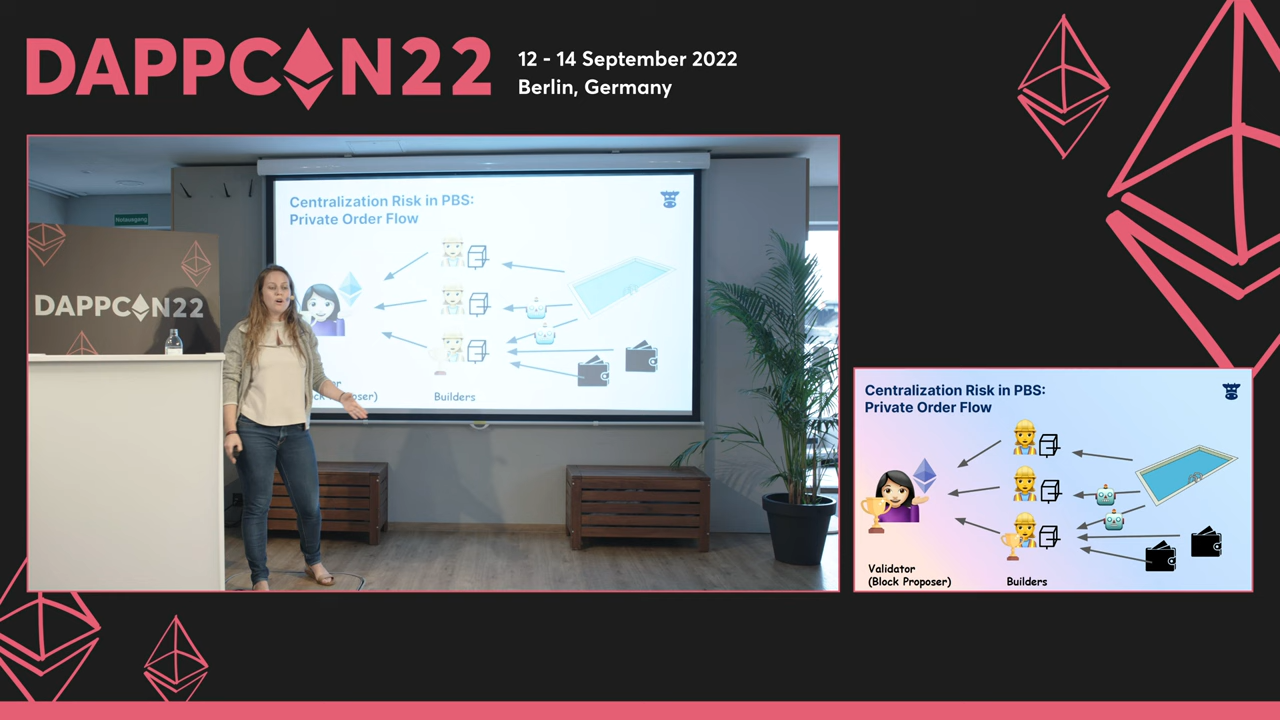 DAPPCON22
12 - 14 September 2022
Berlin, Germany
Notausgang
DAPPCON22
Centralization Risk in PBS:
Private Order Flow
Builders
Centralization Risk in PBS:
Private Order Flow
Validator
(Block Proposer)
Builders